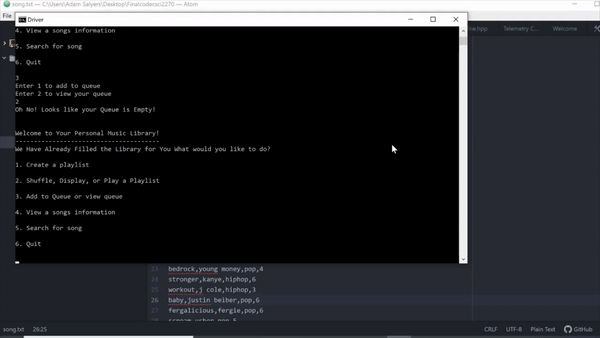 song.txt — C:\Users\Adam Salyers\Desktop\Finalcodecsc\2270 — Atom
File
Driver
4. View a songs information
5. Search for song
6. Quit
3
Enter 1 to add to queue
Enter 2 to view your queue
2
Oh No! Looks like your Queue is Empty!
Welcome to Your Personal Music Library!
---------------------------------------
We Have Already Filled the Library for You What would you like to do?
1. Create a playlist
2. Shuffle, Display, or Play a Playlist
3. Add to Queue or view queue
4. View a songs information
5. Search for song
6. Quit
Telemetry C...
Welcome
23 bedrock,young money,pop,4
24 stronger,kanye,hiphop,6
25 workout,j cole,hiphop,3
26 baby,justin beiber,pop,6
27 fergalicious,fergie,pop,6
song.txt 26:25 CRLF UTF-8 Plain Text GitHub